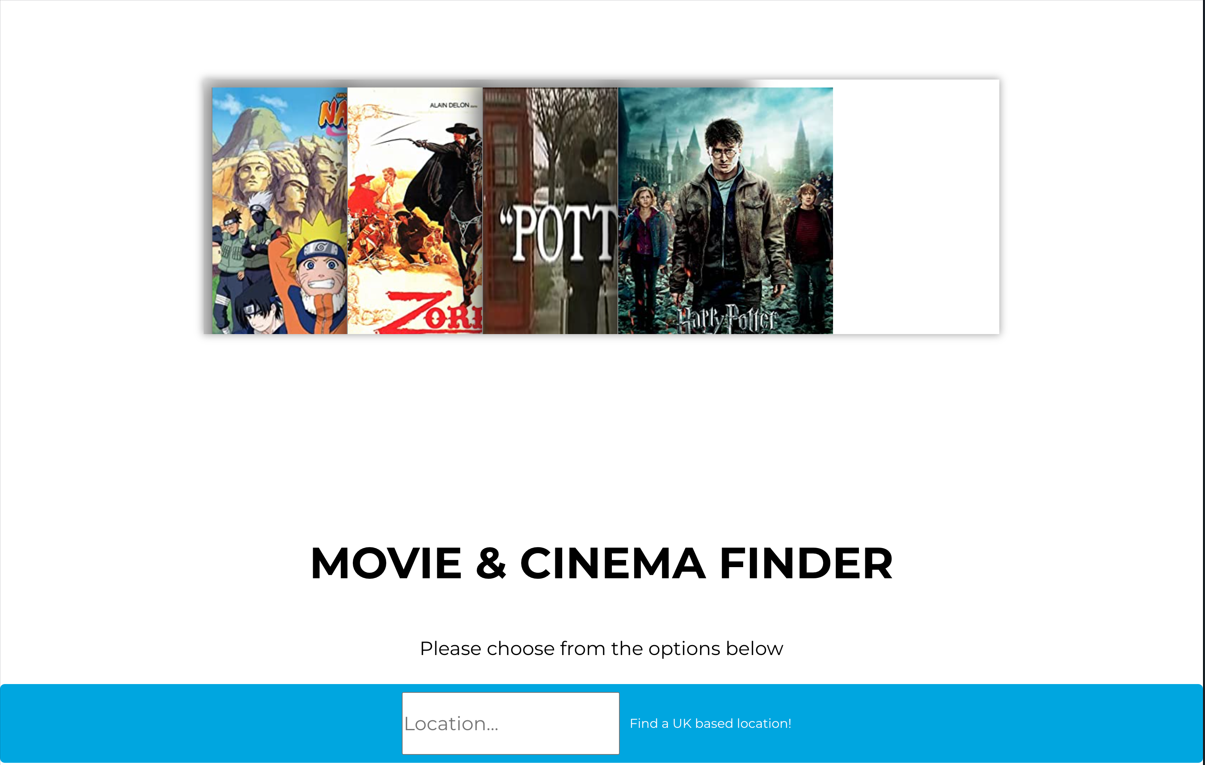 NA
ALAIN DELON
ZOR
"POTT
Harry Potter
MOVIE & CINEMA FINDER
Please choose from the options below
Location...
Find a UK based location!